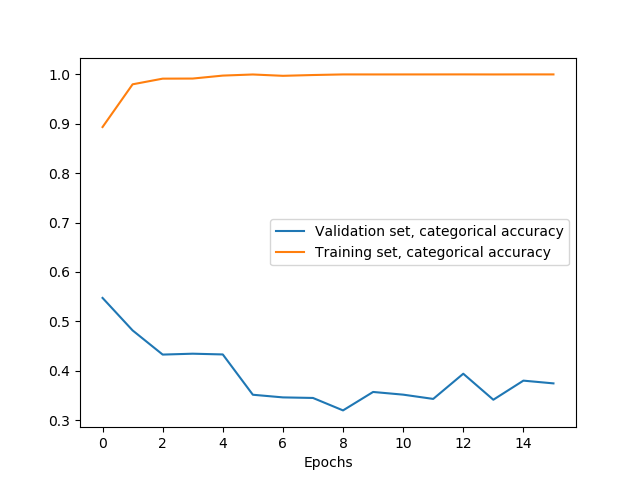 1.0
0.9
0.8
0.7
0.6
0.5
0.4
0.3
Validation set, categorical accuracy
Training set, categorical accuracy
0 2 4 6 8 10 12 14
Epochs